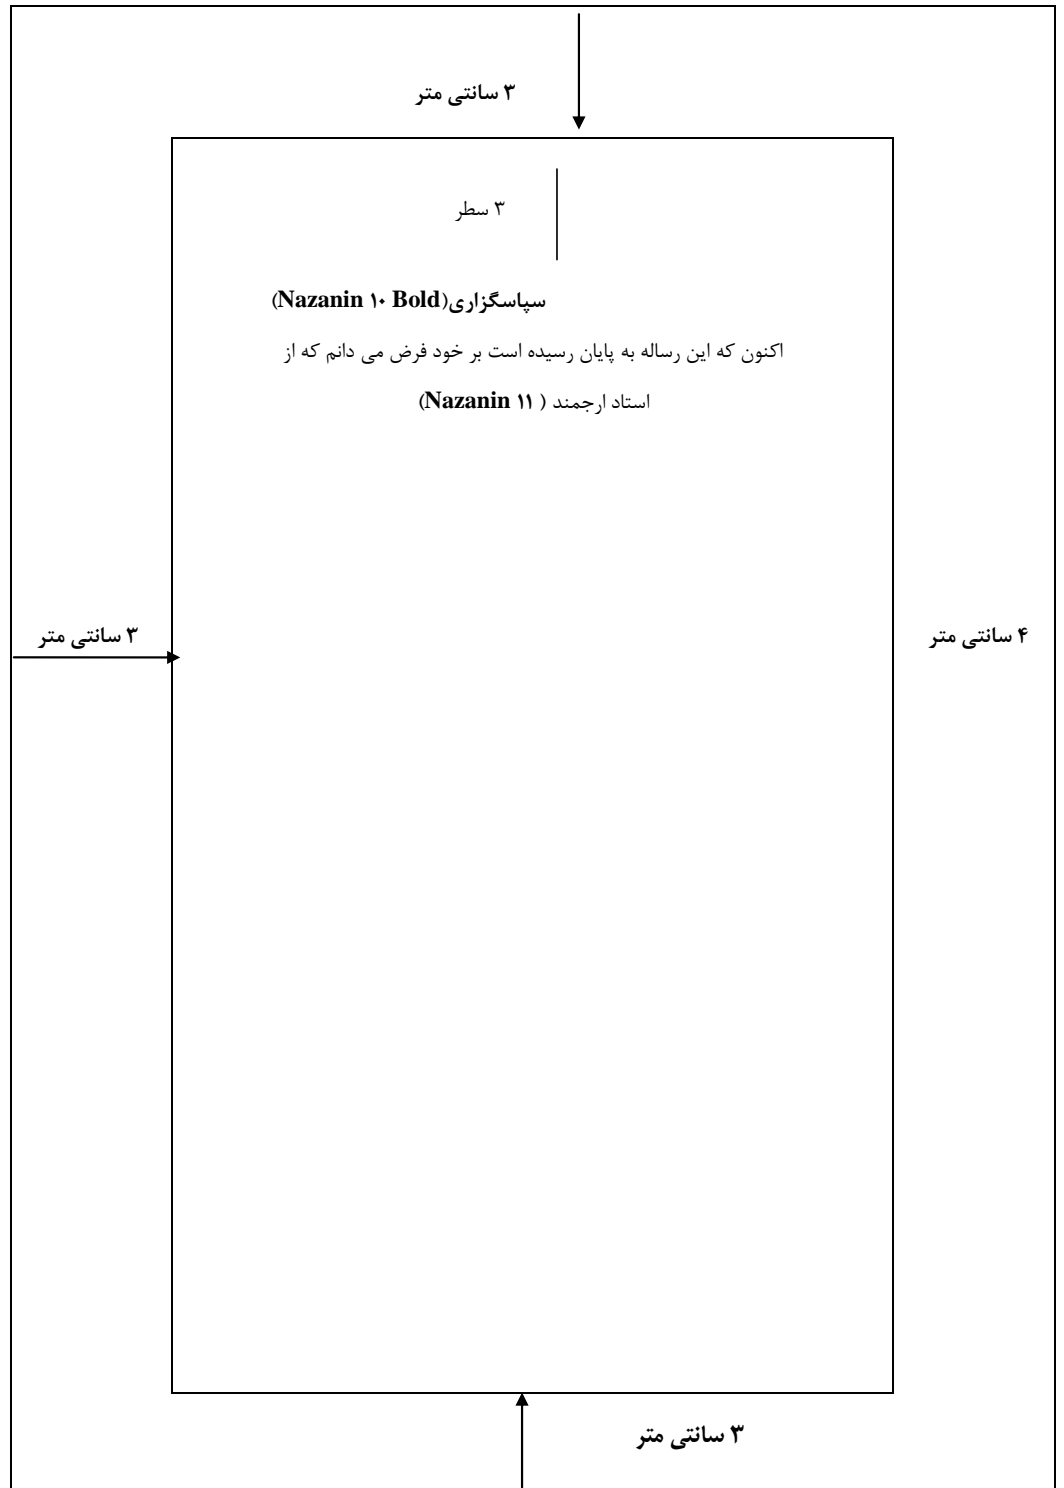 ۳ سانتی متر
۳ سطر
سپاسگزاری(Nazanin ۱۰ Bold)
اکنون که این رساله به پایان رسیده است بر خود فرض می دانم که از
استاد ارجمند ( Nazanin ۱۱)
۴ سانتی متر
۳ سانتی متر
۳ سانتی متر